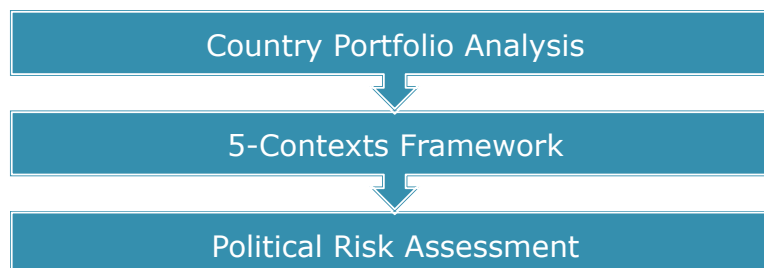 Country Portfolio Analysis
5-Contexts Framework
Political Risk Assessment